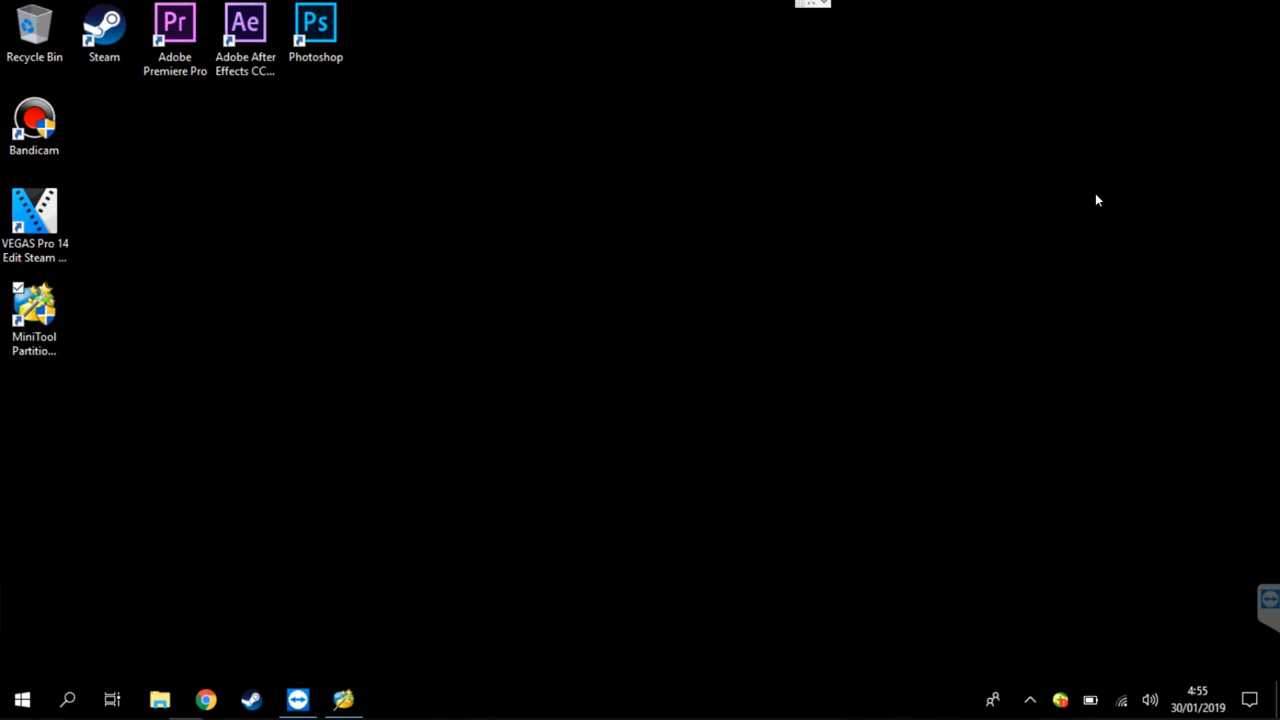 Recycle Bin
Steam
Pr
Adobe
Premiere Pro
Ae
Adobe After
Effects CC...
Ps
Photoshop
Bandicam
VEGAS Pro 14
Edit Steam ...
MiniTool
Partitio...
4:55
30/01/2019